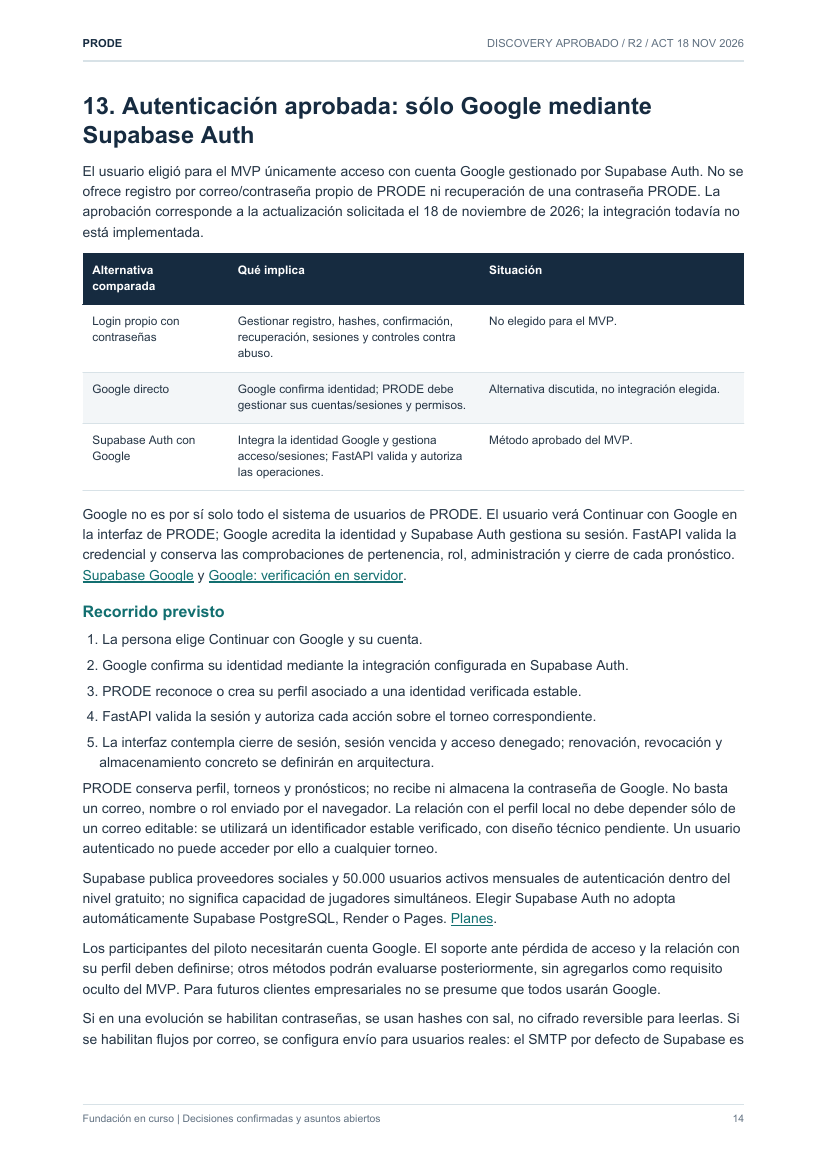 PRODE
DISCOVERY APROBADO / R2 / ACT 18 NOV 2026
13. Autenticación aprobada: sólo Google mediante
Supabase Auth
El usuario eligió para el MVP únicamente acceso con cuenta Google gestionado por Supabase Auth. No se
ofrece registro por correo/contraseña propio de PRODE ni recuperación de una contraseña PRODE. La
aprobación corresponde a la actualización solicitada el 18 de noviembre de 2026; la integración todavía no
está implementada.
Alternativa
comparada
Qué implica
Situación
Login propio con
contraseñas
Gestionar registro, hashes, confirmación,
recuperación, sesiones y controles contra
abuso.
No elegido para el MVP.
Google directo
Google confirma identidad; PRODE debe
gestionar sus cuentas/sesiones y permisos.
Alternativa discutida, no integración elegida.
Supabase Auth con
Google
Integra la identidad Google y gestiona
acceso/sesiones; FastAPI valida y autoriza
las operaciones.
Método aprobado del MVP.
Google no es por sí solo todo el sistema de usuarios de PRODE. El usuario verá Continuar con Google en
la interfaz de PRODE; Google acredita la identidad y Supabase Auth gestiona su sesión. FastAPI valida la
credencial y conserva las comprobaciones de pertenencia, rol, administración y cierre de cada pronóstico.
Supabase Google y Google: verificación en servidor.
Recorrido previsto
1. La persona elige Continuar con Google y su cuenta.
2. Google confirma su identidad mediante la integración configurada en Supabase Auth.
3. PRODE reconoce o crea su perfil asociado a una identidad verificada estable.
4. FastAPI valida la sesión y autoriza cada acción sobre el torneo correspondiente.
5. La interfaz contempla cierre de sesión, sesión vencida y acceso denegado; renovación, revocación y
almacenamiento concreto se definirán en arquitectura.
PRODE conserva perfil, torneos y pronósticos; no recibe ni almacena la contraseña de Google. No basta
un correo, nombre o rol enviado por el navegador. La relación con el perfil local no debe depender sólo de
un correo editable: se utilizará un identificador estable verificado, con diseño técnico pendiente. Un usuario
autenticado no puede acceder por ello a cualquier torneo.
Supabase publica proveedores sociales y 50.000 usuarios activos mensuales de autenticación dentro del
nivel gratuito; no significa capacidad de jugadores simultáneos. Elegir Supabase Auth no adopta
automáticamente Supabase PostgreSQL, Render o Pages. Planes.
Los participantes del piloto necesitarán cuenta Google. El soporte ante pérdida de acceso y la relación con
su perfil deben definirse; otros métodos podrán evaluarse posteriormente, sin agregarlos como requisito
oculto del MVP. Para futuros clientes empresariales no se presume que todos usarán Google.
Si en una evolución se habilitan contraseñas, se usan hashes con sal, no cifrado reversible para leerlas. Si
se habilitan flujos por correo, se configura envío para usuarios reales: el SMTP por defecto de Supabase es
Fundación en curso | Decisiones confirmadas y asuntos abiertos
14